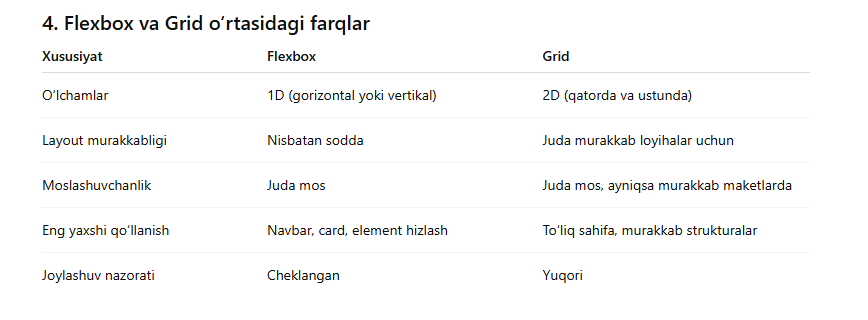 4. Flexbox va Grid o‘rtasidagi farqlar
Xususiyat Flexbox Grid
O‘lchamlar 1D (gorizontal yoki vertikal) 2D (qatorda va ustunda)
Layout murakkabligi Nisbatan sodda Juda murakkab loyihalar uchun
Moslashuvchanlik Juda mos Juda mos, ayniqsa murakkab maketlarda
Eng yaxshi qo‘llanish Navbar, card, element hizlash To‘liq sahifa, murakkab strukturalar
Joylashuv nazorati Cheklangan Yuqori